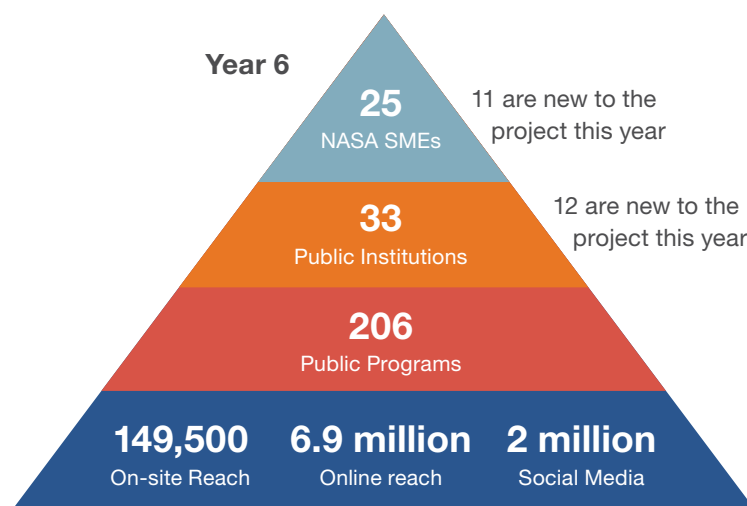 Year 6
25
NASA SMEs
11 are new to the
project this year
33
Public Institutions
12 are new to the
project this year
206
Public Programs
149,500 6.9 million 2 million
On-site Reach Online reach Social Media